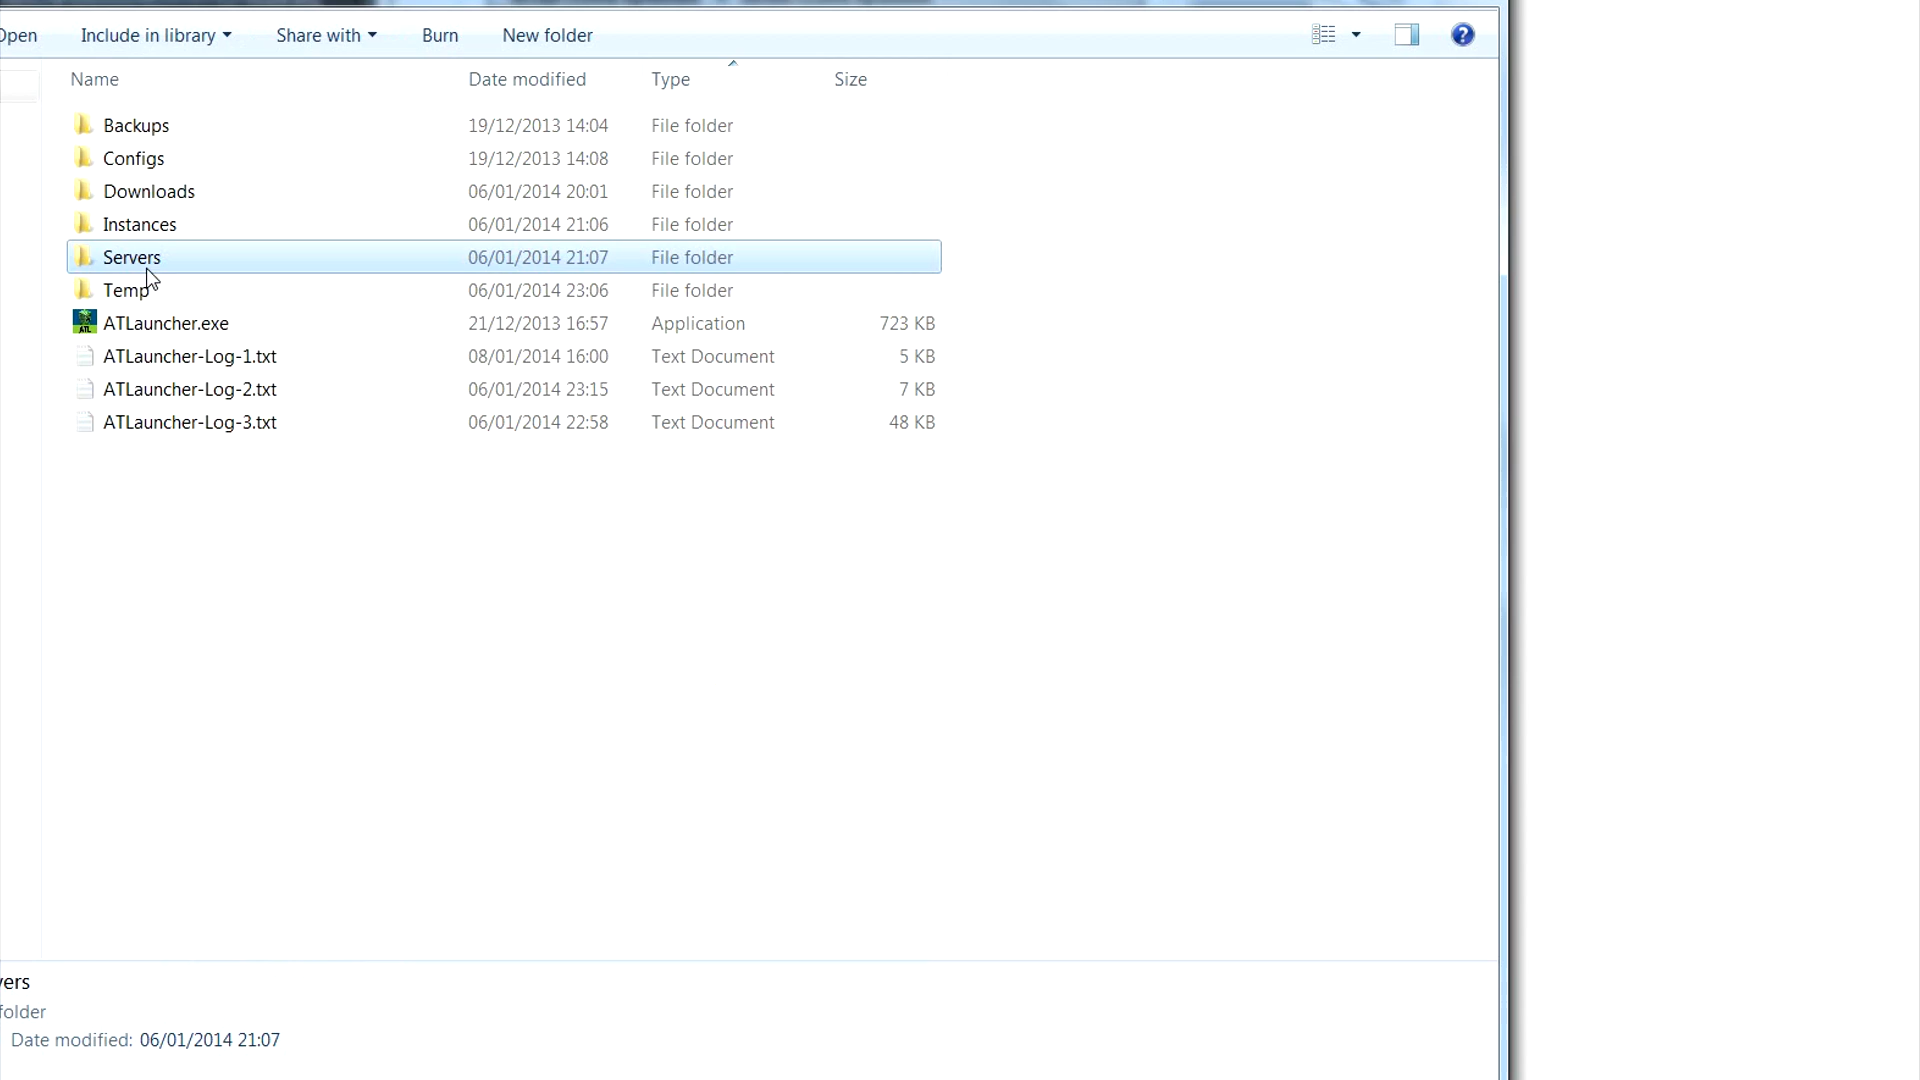 Open Include in library Share with Burn New folder
Name Date modified Type Size
Backups 19/12/2013 14:04 File folder
Configs 19/12/2013 14:08 File folder
Downloads 06/01/2014 20:01 File folder
Instances 06/01/2014 21:06 File folder
Servers 06/01/2014 21:07 File folder
Temp 06/01/2014 23:06 File folder
ATLauncher.exe 21/12/2013 16:57 Application 723 KB
ATLauncher-Log-1.txt 08/01/2014 16:00 Text Document 5 KB
ATLauncher-Log-2.txt 06/01/2014 23:15 Text Document 7 KB
ATLauncher-Log-3.txt 06/01/2014 22:58 Text Document 48 KB
vers
folder
Date modified: 06/01/2014 21:07